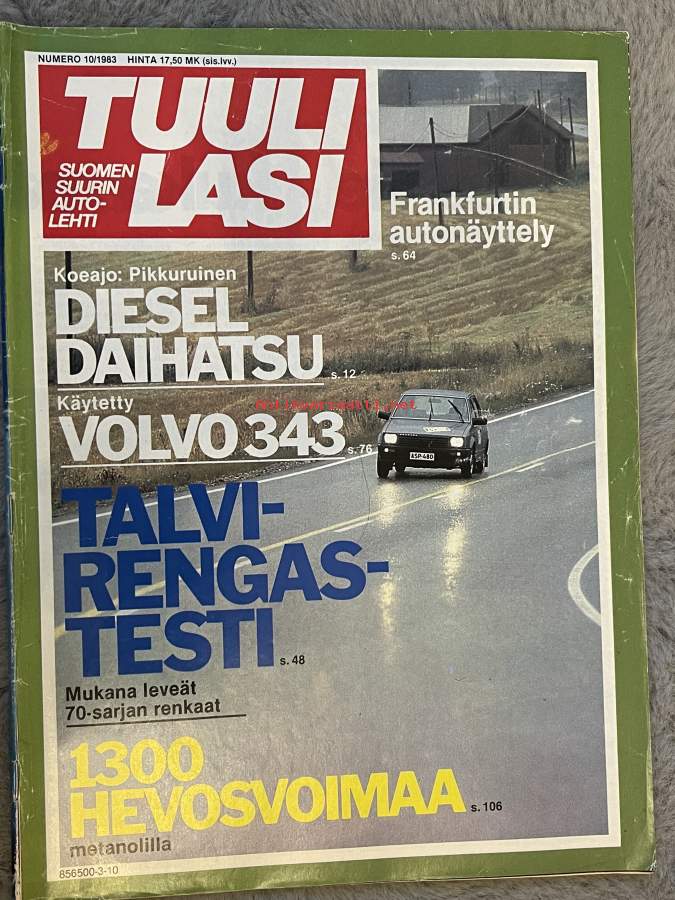 NUMERO 10/1983 HINTA 17,50 MK (sis.lvv.)
TUULI
LASI
SUOMEN
SUURIN
AUTO-
LEHTI
Frankfurtin
autonäyttely
s. 64
Koeajo: Pikkuruinen
DIESEL
DAIHATSU s. 12
Käytetty
VOLVO 343 s. 76
ASP-480
TALVI-
RENGAS-
TESTI s. 48
Mukana leveät
70-sarjan renkaat
1300
HEVOSVOIMAA s. 106
metanolilla
856500-3-10